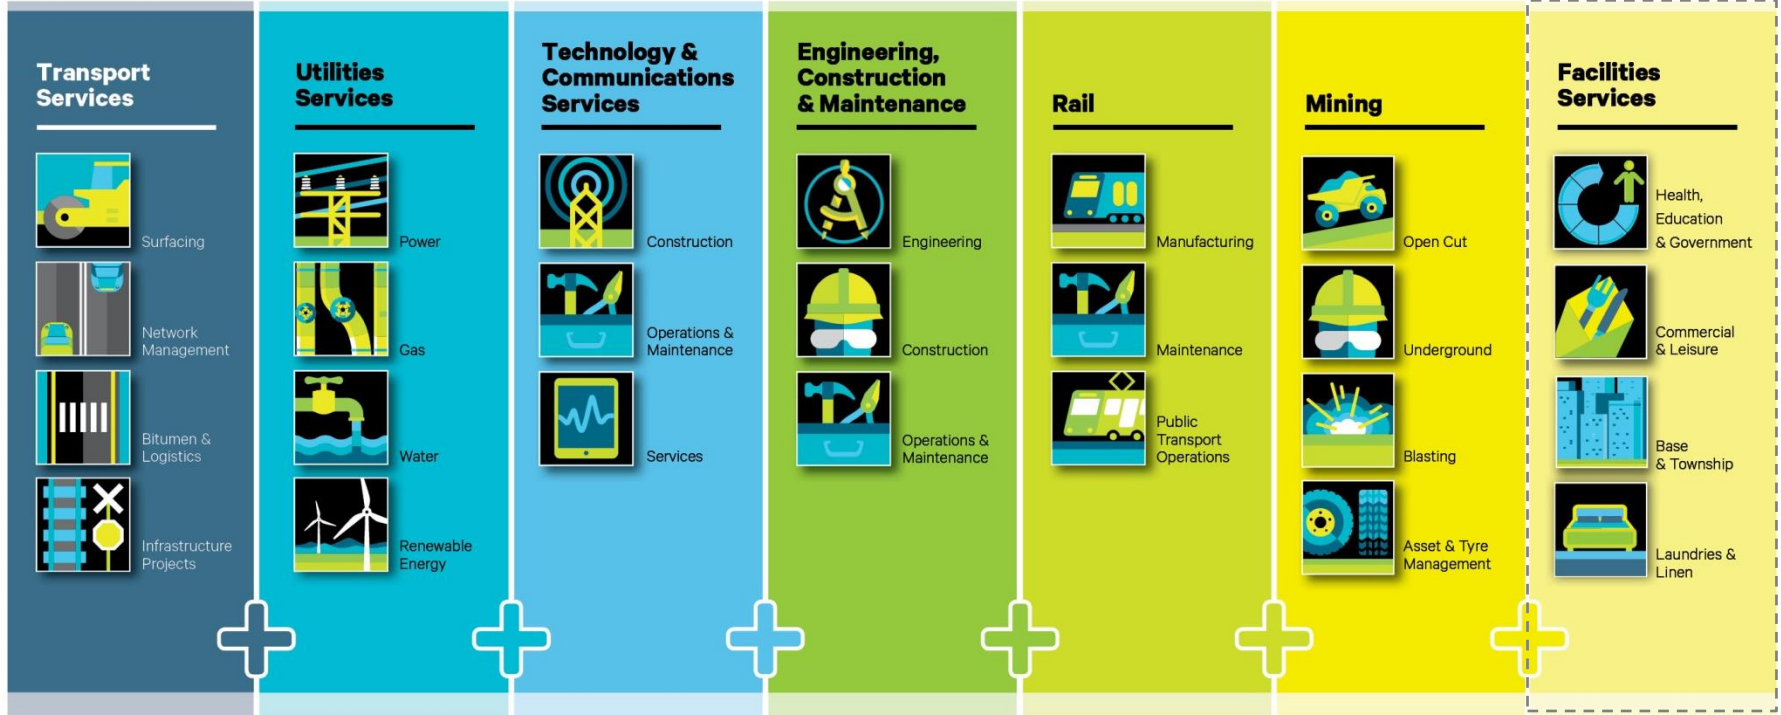 Transport
Services
Surfacing
Network
Management
Bitumen &
Logistics
Infrastructure
Projects
Utilities
Services
Power
Gas
Water
Renewable
Energy
Technology &
Communications
Services
Construction
Operations &
Maintenance
Services
Engineering,
Construction
& Maintenance
Engineering
Construction
Operations &
Maintenance
Rail
Manufacturing
Maintenance
Public
Transport
Operations
Mining
Open Cut
Underground
Blasting
Asset & Tyre
Management
Facilities
Services
Health,
Education
& Government
Commercial
& Leisure
Base
& Township
Laundries &
Linen